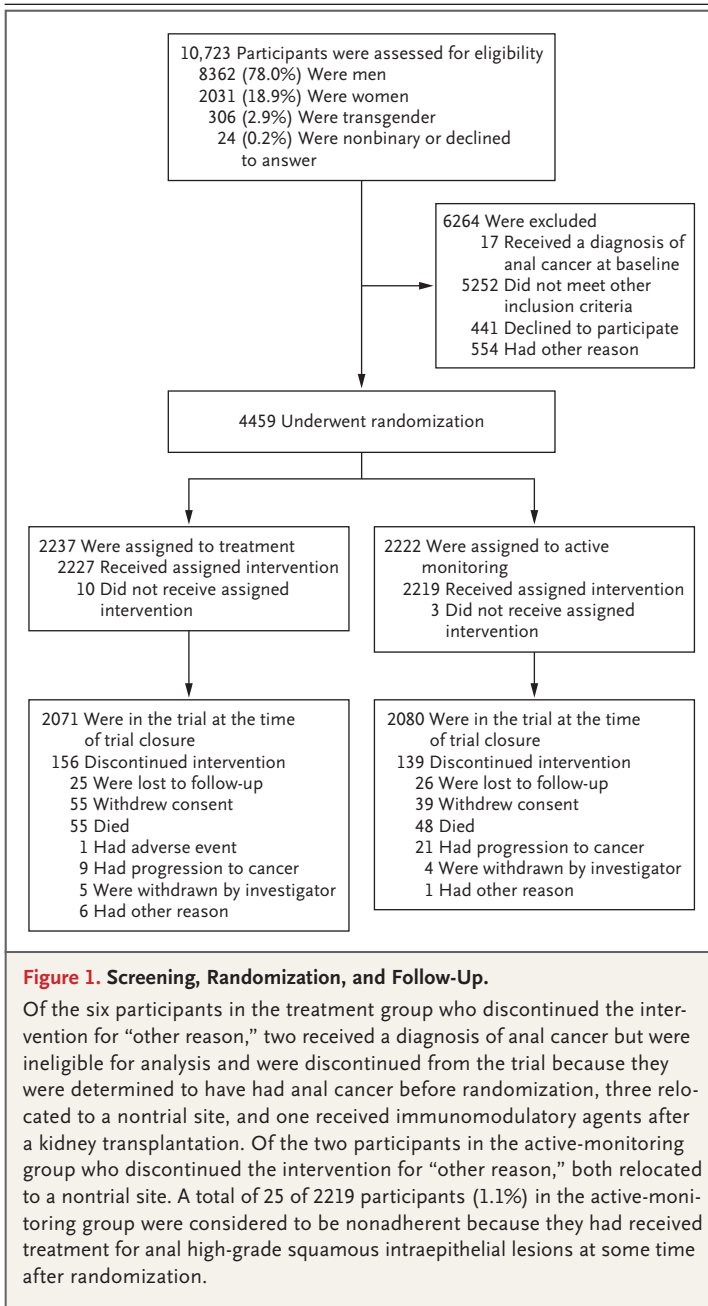 10,723 Participants were assessed for eligibility
8362 (78.0%) Were men
2031 (18.9%) Were women
306 (2.9%) Were transgender
24 (0.2%) Were nonbinary or declined
to answer
6264 Were excluded
17 Received a diagnosis of
anal cancer at baseline
5252 Did not meet other
inclusion criteria
441 Declined to participate
554 Had other reason
4459 Underwent randomization
2237 Were assigned to treatment
2227 Received assigned intervention
10 Did not receive assigned
intervention
2222 Were assigned to active
monitoring
2219 Received assigned intervention
3 Did not receive assigned
intervention
2071 Were in the trial at the time
of trial closure
156 Discontinued intervention
25 Were lost to follow-up
55 Withdrew consent
55 Died
1 Had adverse event
9 Had progression to cancer
5 Were withdrawn by investigator
6 Had other reason
2080 Were in the trial at the time
of trial closure
139 Discontinued intervention
26 Were lost to follow-up
39 Withdrew consent
48 Died
21 Had progression to cancer
4 Were withdrawn by investigator
1 Had other reason
Figure 1. Screening, Randomization, and Follow-Up.
Of the six participants in the treatment group who discontinued the inter-
vention for “other reason,” two received a diagnosis of anal cancer but were
ineligible for analysis and were discontinued from the trial because they
were determined to have had anal cancer before randomization, three relo-
cated to a nontrial site, and one received immunomodulatory agents after
a kidney transplantation. Of the two participants in the active-monitoring
group who discontinued the intervention for “other reason,” both relocated
to a nontrial site. A total of 25 of 2219 participants (1.1%) in the active-moni-
toring group were considered to be nonadherent because they had received
treatment for anal high-grade squamous intraepithelial lesions at some time
after randomization.